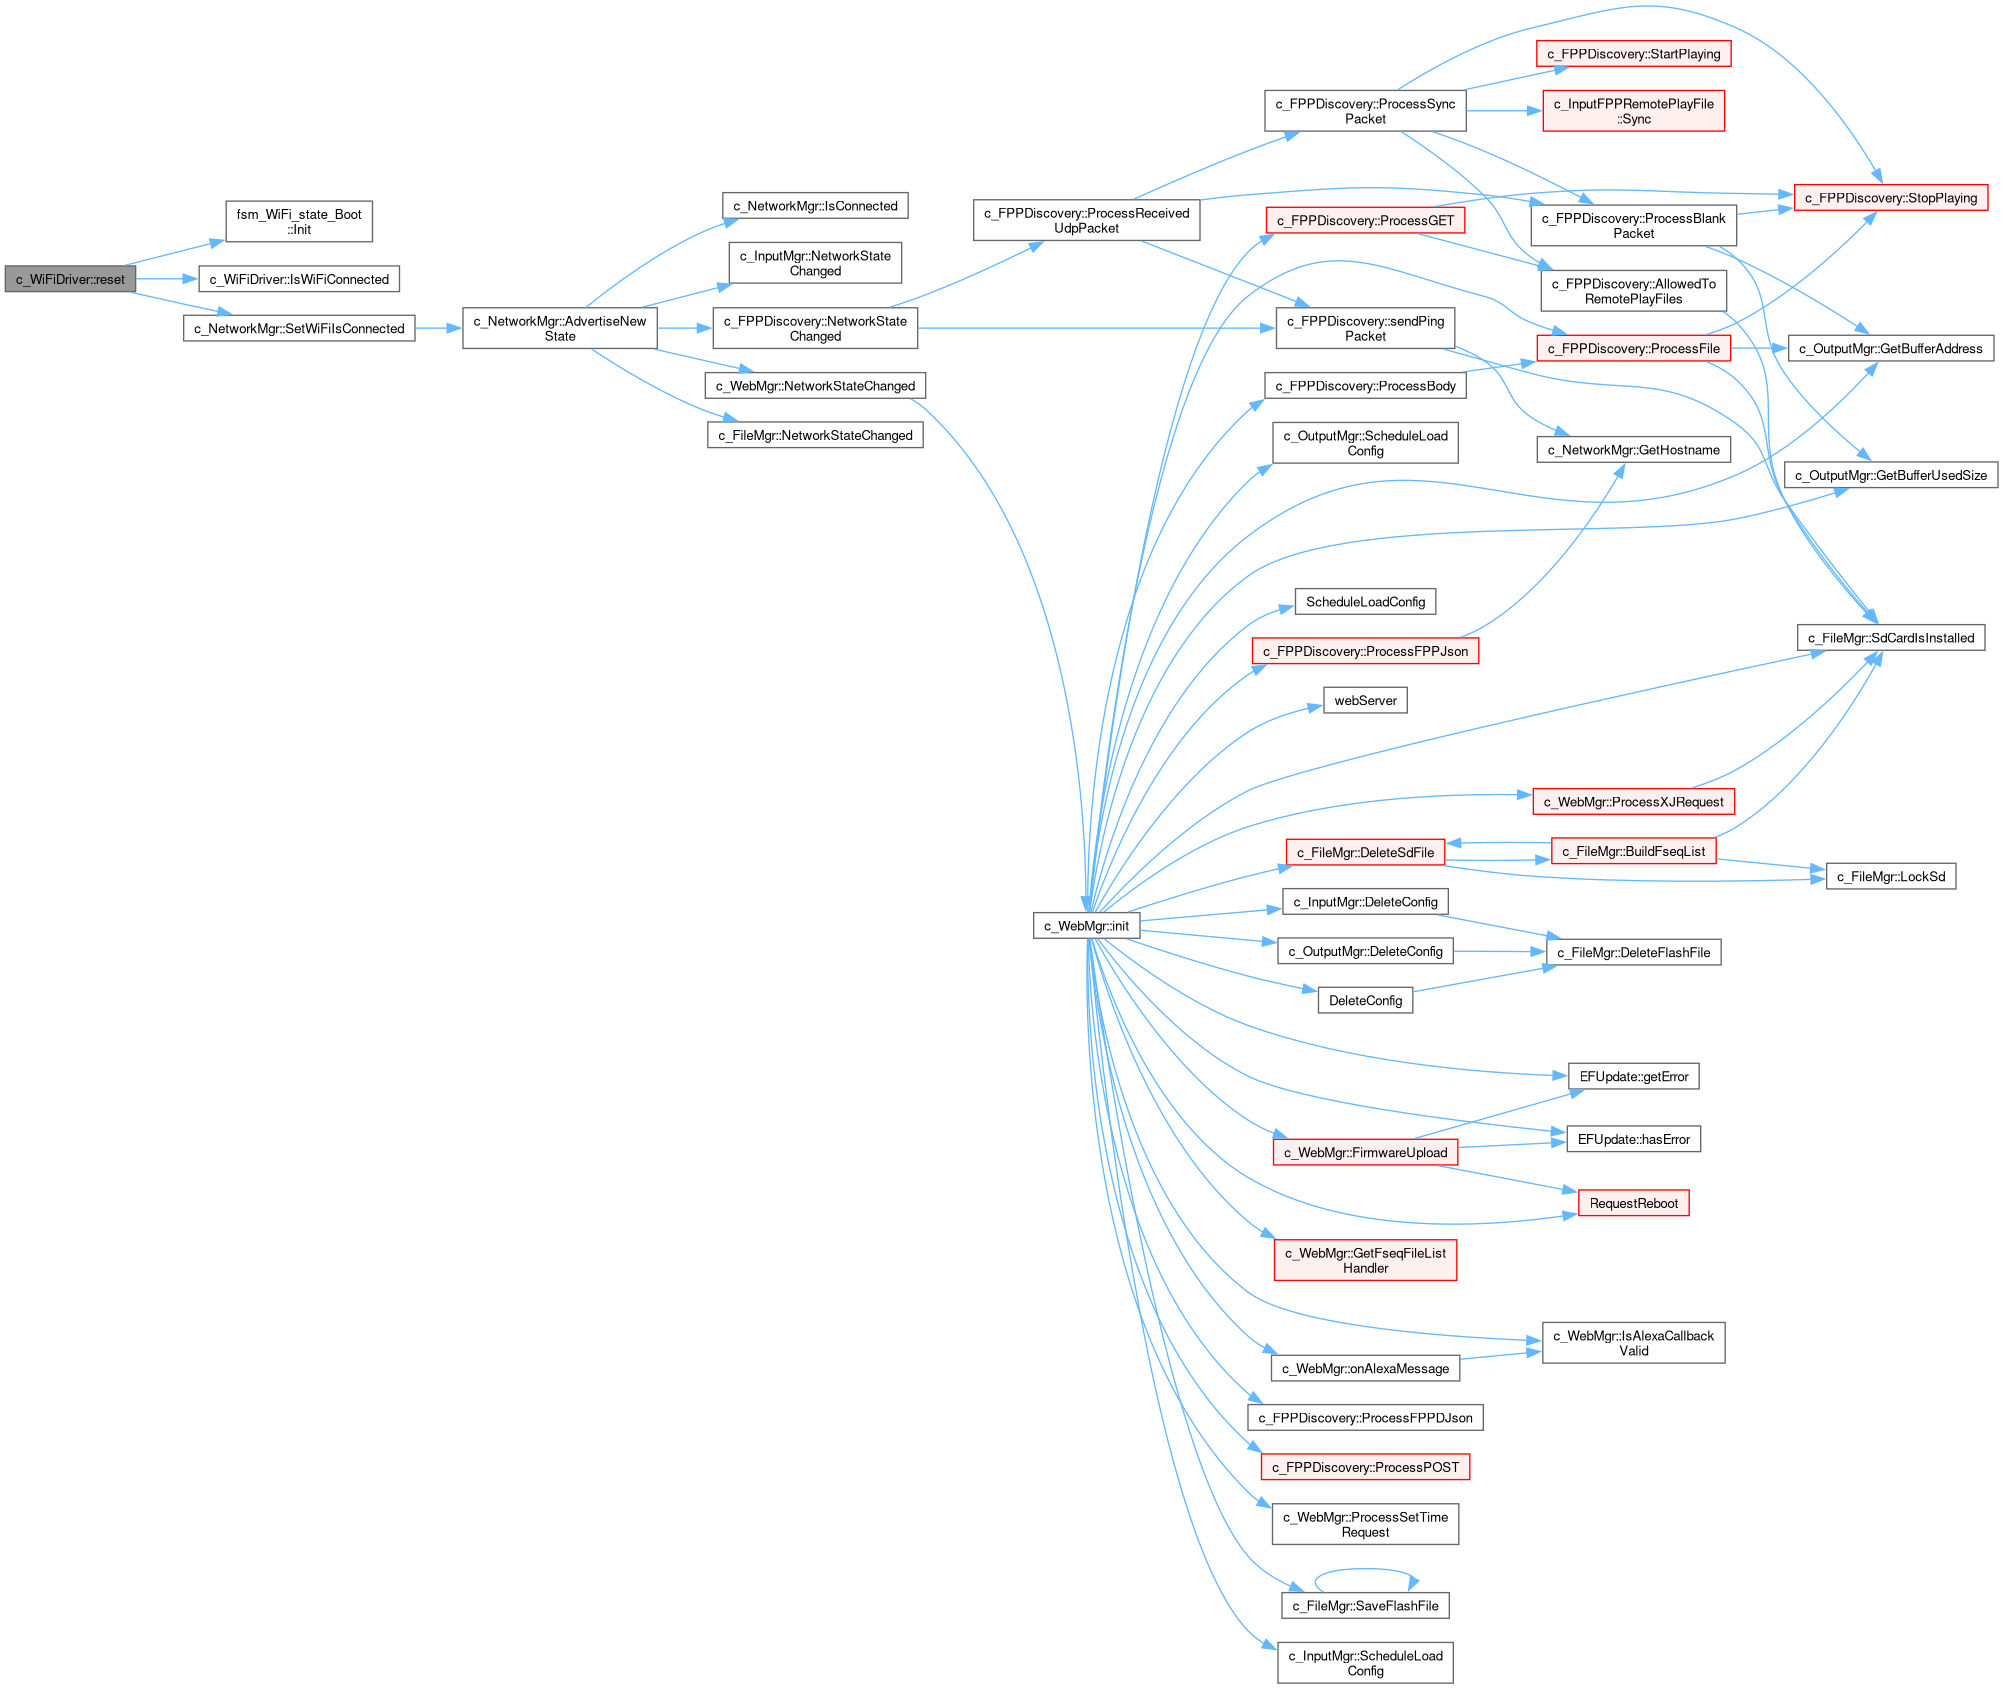 c_WiFiDriver::reset
fsm_WiFi_state_Boot
::Init
c_WiFiDriver::IsWiFiConnected
c_NetworkMgr::SetWiFiIsConnected
c_NetworkMgr::AdvertiseNew
State
c_NetworkMgr::IsConnected
c_InputMgr::NetworkState
Changed
c_FPPDiscovery::NetworkState
Changed
c_WebMgr::NetworkStateChanged
c_FileMgr::NetworkStateChanged
c_FPPDiscovery::ProcessReceived
UdpPacket
c_WebMgr::init
c_FPPDiscovery::ProcessSync
Packet
c_FPPDiscovery::ProcessGET
c_FPPDiscovery::sendPing
Packet
c_FPPDiscovery::ProcessBody
c_OutputMgr::ScheduleLoad
Config
ScheduleLoadConfig
c_FPPDiscovery::ProcessFPPJson
webServer
c_FileMgr::DeleteSdFile
c_InputMgr::DeleteConfig
c_OutputMgr::DeleteConfig
DeleteConfig
c_WebMgr::FirmwareUpload
c_WebMgr::GetFseqFileList
Handler
c_WebMgr::onAlexaMessage
c_FPPDiscovery::ProcessFPPDJson
c_FPPDiscovery::ProcessPOST
c_WebMgr::ProcessSetTime
Request
c_FileMgr::SaveFlashFile
c_InputMgr::ScheduleLoad
Config
c_FPPDiscovery::StartPlaying
c_InputFPPRemotePlayFile
::Sync
c_FPPDiscovery::ProcessBlank
Packet
c_FPPDiscovery::AllowedTo
RemotePlayFiles
c_FPPDiscovery::ProcessFile
c_NetworkMgr::GetHostname
c_WebMgr::ProcessXJRequest
c_FileMgr::BuildFseqList
c_FileMgr::DeleteFlashFile
EFUpdate::getError
EFUpdate::hasError
RequestReboot
c_WebMgr::IsAlexaCallback
Valid
c_FPPDiscovery::StopPlaying
c_OutputMgr::GetBufferAddress
c_OutputMgr::GetBufferUsedSize
c_FileMgr::SdCardIsInstalled
c_FileMgr::LockSd